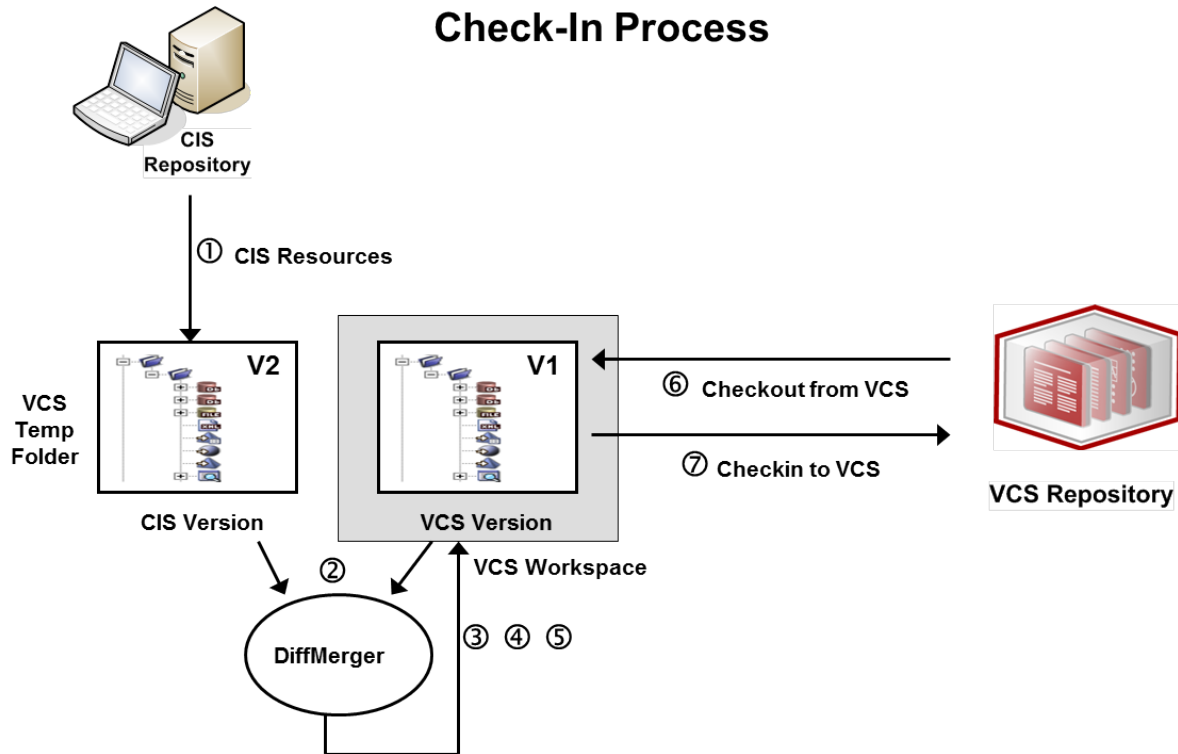 Check-In Process
CIS
Repository
① CIS Resources
V2
V1
VCS
Temp
Folder
⑥ Checkout from VCS
⑦ Checkin to VCS
VCS Repository
CIS Version
VCS Version
②
VCS Workspace
③ ④ ⑤
DiffMerger